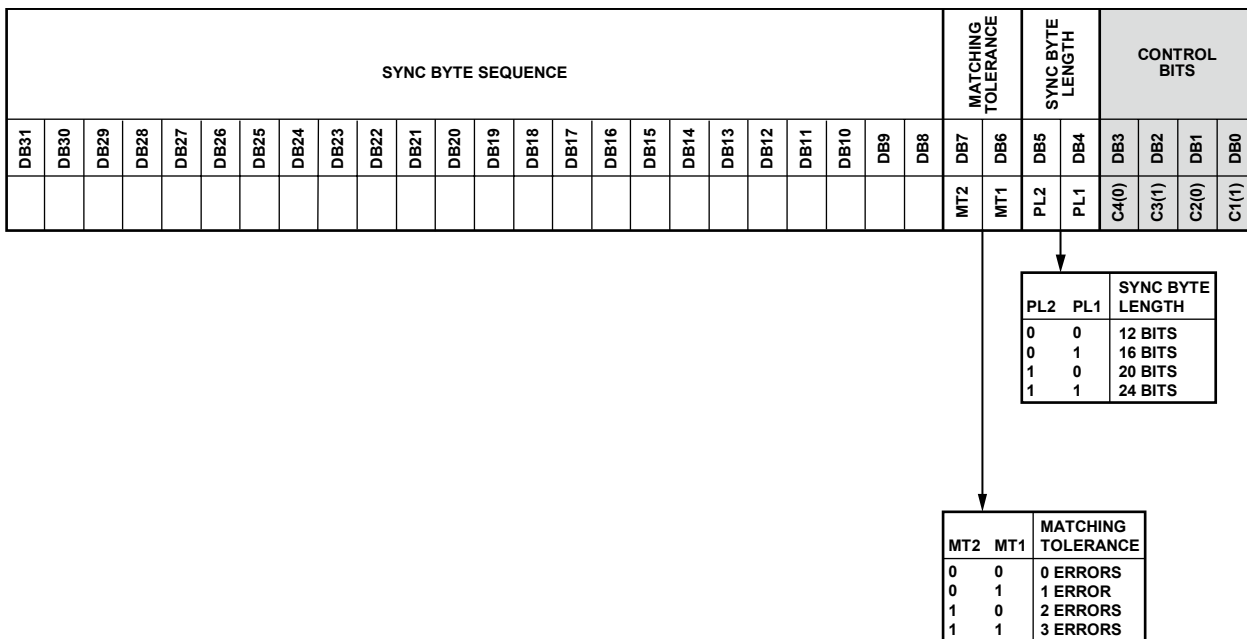 SYNC BYTE SEQUENCE
MATCHING
TOLERANCE
SYNC BYTE
LENGTH
CONTROL
BITS
DB31 DB30 DB29 DB28 DB27 DB26 DB25 DB24 DB23 DB22 DB21 DB20 DB19 DB18 DB17 DB16 DB15 DB14 DB13 DB12 DB11 DB10 DB9 DB8 DB7 DB6 DB5 DB4 DB3 DB2 DB1 DB0
MT2 MT1 PL2 PL1 C4(0) C3(1) C2(0) C1(1)
SYNC BYTE
PL2 PL1 LENGTH
0 0 12 BITS
0 1 16 BITS
1 0 20 BITS
1 1 24 BITS
MATCHING
MT2 MT1 TOLERANCE
0 0 0 ERRORS
0 1 1 ERROR
1 0 2 ERRORS
1 1 3 ERRORS